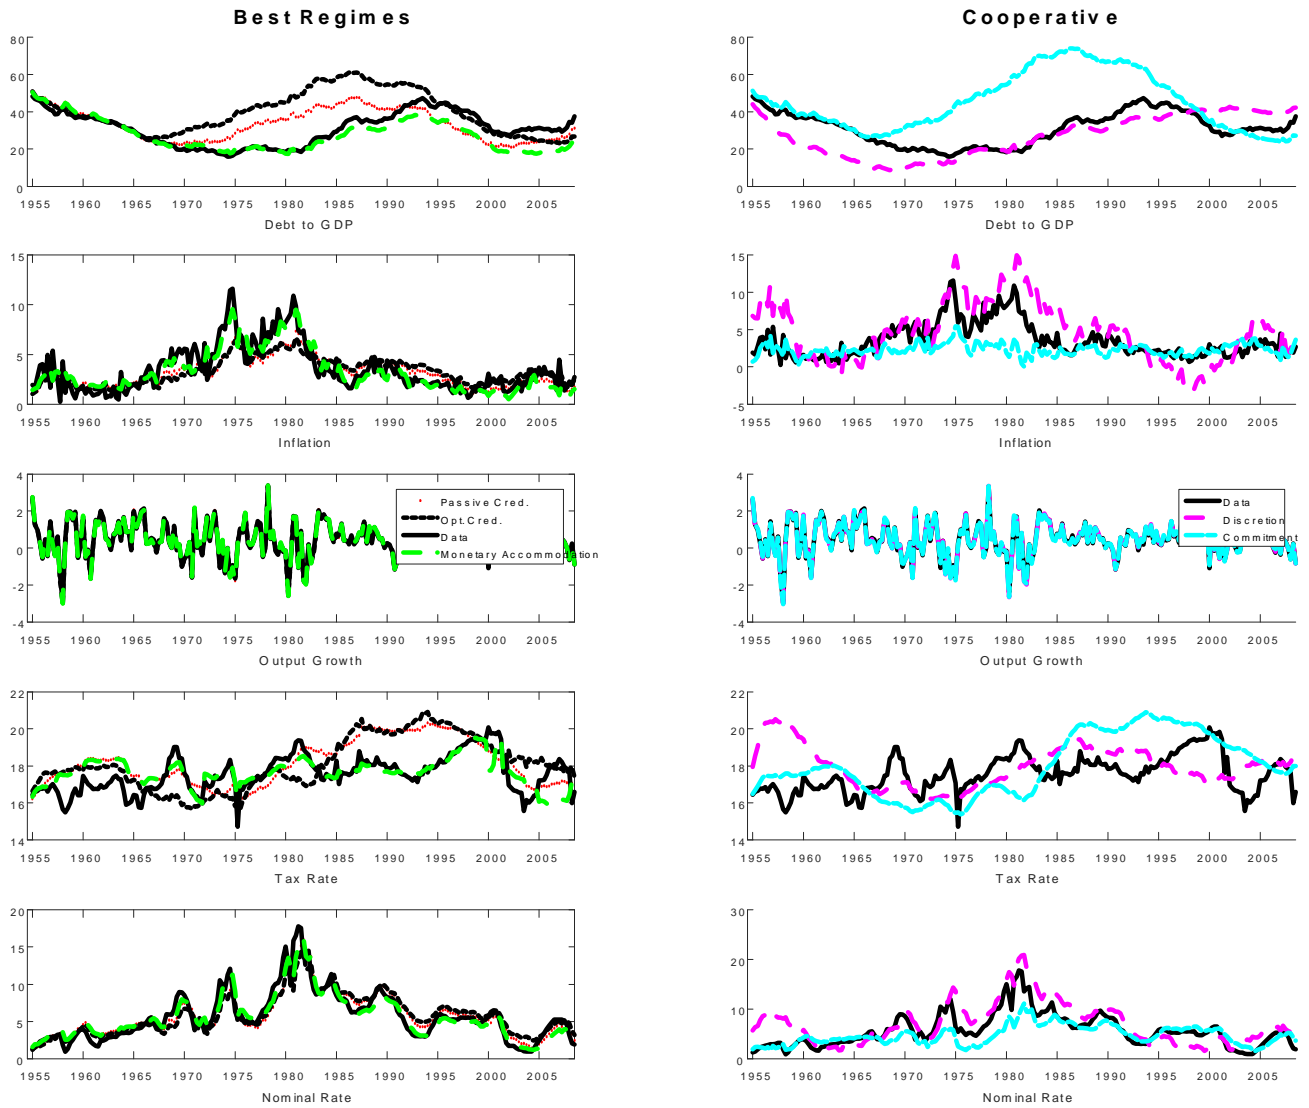 Best Regimes
80
60
40
20
0
1955 1960 1965 1970 1975 1980 1985 1990 1995 2000 2005
Debt to GDP
15
10
5
0
1955 1960 1965 1970 1975 1980 1985 1990 1995 2000 2005
Inflation
4
2
0
-2
-4
Passive Cred.
Opt.Cred.
Data
Monetary Accommodation
1955 1960 1965 1970 1975 1980 1985 1990 1995 2000 2005
Output Growth
22
20
18
16
14
1955 1960 1965 1970 1975 1980 1985 1990 1995 2000 2005
Tax Rate
20
15
10
5
0
1955 1960 1965 1970 1975 1980 1985 1990 1995 2000 2005
Nominal Rate
Cooperative
80
60
40
20
0
1955 1960 1965 1970 1975 1980 1985 1990 1995 2000 2005
Debt to GDP
15
10
5
0
-5
1955 1960 1965 1970 1975 1980 1985 1990 1995 2000 2005
Inflation
4
2
0
-2
-4
Data
Discretion
Commitment
1955 1960 1965 1970 1975 1980 1985 1990 1995 2000 2005
Output Growth
22
20
18
16
14
1955 1960 1965 1970 1975 1980 1985 1990 1995 2000 2005
Tax Rate
30
20
10
0
1955 1960 1965 1970 1975 1980 1985 1990 1995 2000 2005
Nominal Rate